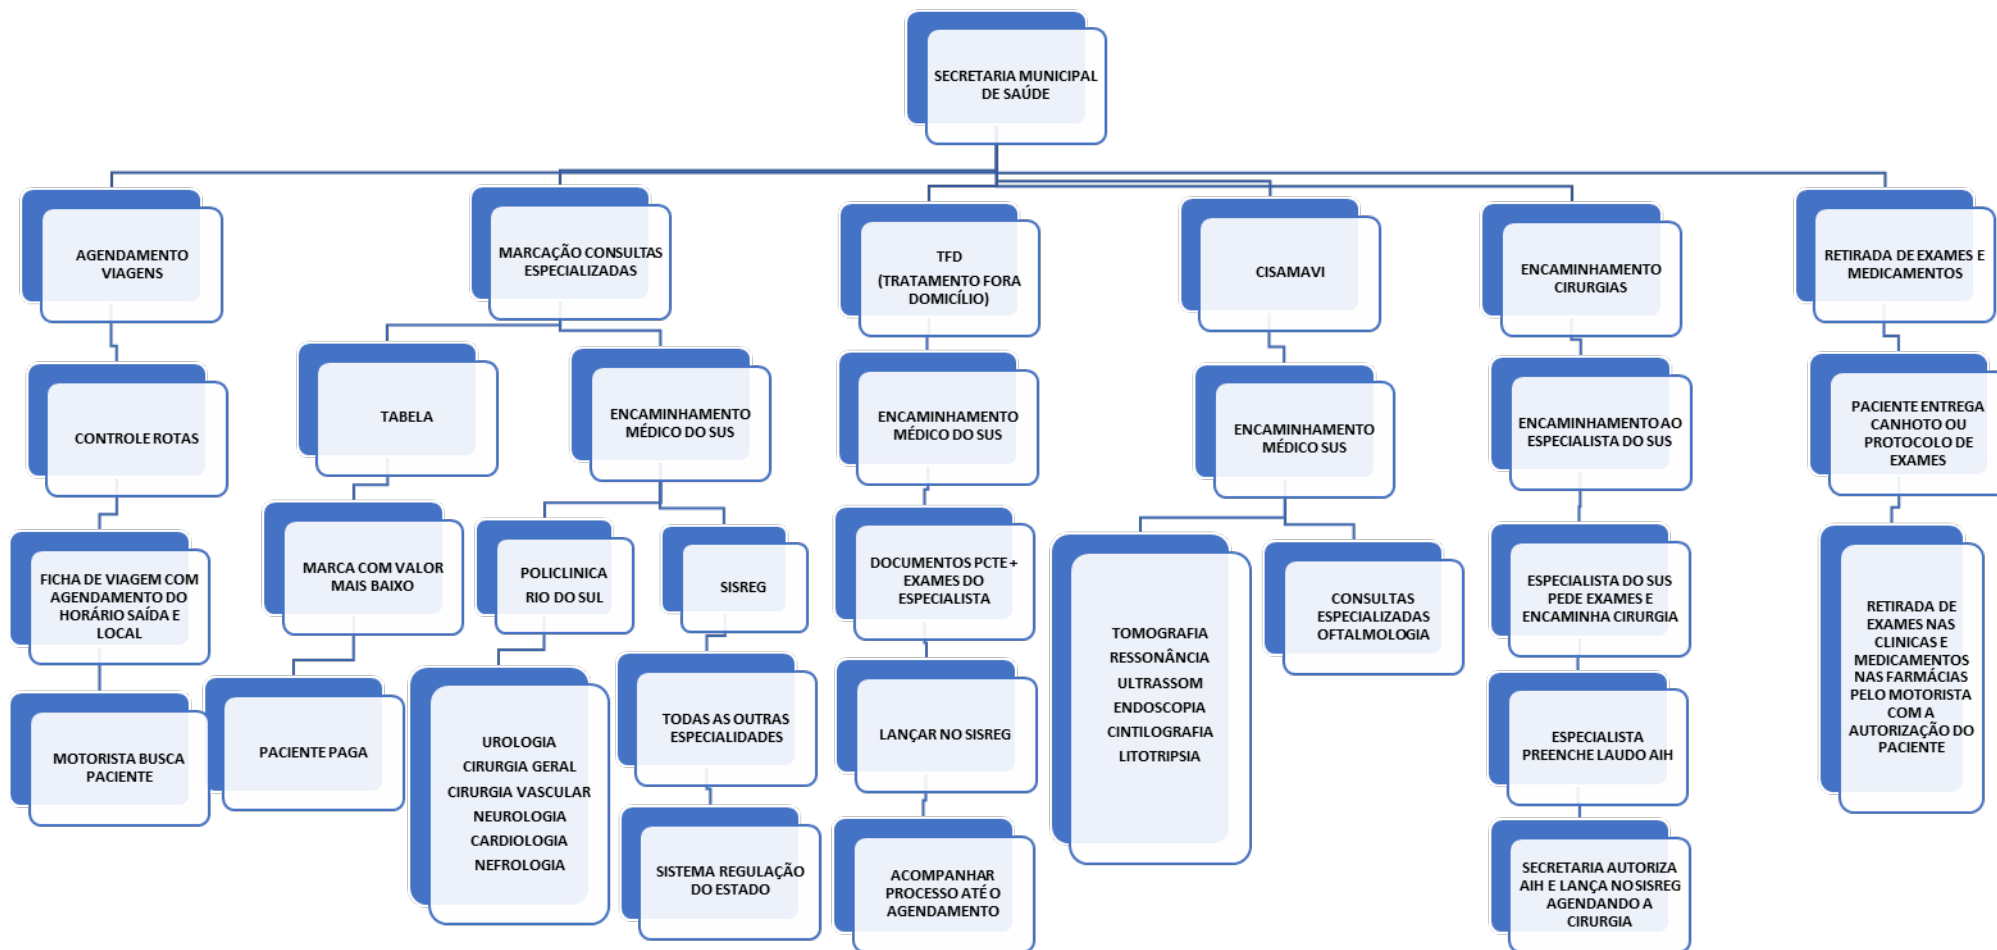 SECRETARIA MUNICIPAL
DE SAÚDE
AGENDAMENTO
VIAGENS
CONTROLE ROTAS
FICHA DE VIAGEM COM
AGENDAMENTO DO
HORÁRIO SAÍDA E
LOCAL
MOTORISTA BUSCA
PACIENTE
MARCAÇÃO CONSULTAS
ESPECIALIZADAS
TABELA
MARCA COM VALOR
MAIS BAIXO
PACIENTE PAGA
ENCAMINHAMENTO
MÉDICO DO SUS
POLICLINICA
RIO DO SUL
UROLOGIA
CIRURGIA GERAL
CIRURGIA VASCULAR
NEUROLOGIA
CARDIOLOGIA
NEFROLOGIA
SISREG
TODAS AS OUTRAS
ESPECIALIDADES
SISTEMA REGULAÇÃO
DO ESTADO
TFD
(TRATAMENTO FORA
DOMICÍLIO)
ENCAMINHAMENTO
MÉDICO DO SUS
DOCUMENTOS PCTE +
EXAMES DO
ESPECIALISTA
LANÇAR NO SISREG
ACOMPANHAR
PROCESSO ATÉ O
AGENDAMENTO
CISAMAVI
ENCAMINHAMENTO
MÉDICO SUS
TOMOGRAFIA
RESSONÂNCIA
ULTRASSOM
ENDOSCOPIA
CINTILOGRAFIA
LITOTRIPSIA
CONSULTAS
ESPECIALIZADAS
OFTALMOLOGIA
ENCAMINHAMENTO
CIRURGIAS
ENCAMINHAMENTO AO
ESPECIALISTA DO SUS
ESPECIALISTA DO SUS
PEDE EXAMES E
ENCAMINHA CIRURGIA
ESPECIALISTA
PREENCHE LAUDO AIH
SECRETARIA AUTORIZA
AIH E LANÇA NO SISREG
AGENDANDO A
CIRURGIA
RETIRADA DE EXAMES E
MEDICAMENTOS
PACIENTE ENTREGA
CANHOTO OU
PROTOCOLO DE
EXAMES
RETIRADA DE
EXAMES NAS
CLINICAS E
MEDICAMENTOS
NAS FARMÁCIAS
PELO MOTORISTA
COM A
AUTORIZAÇÃO DO
PACIENTE